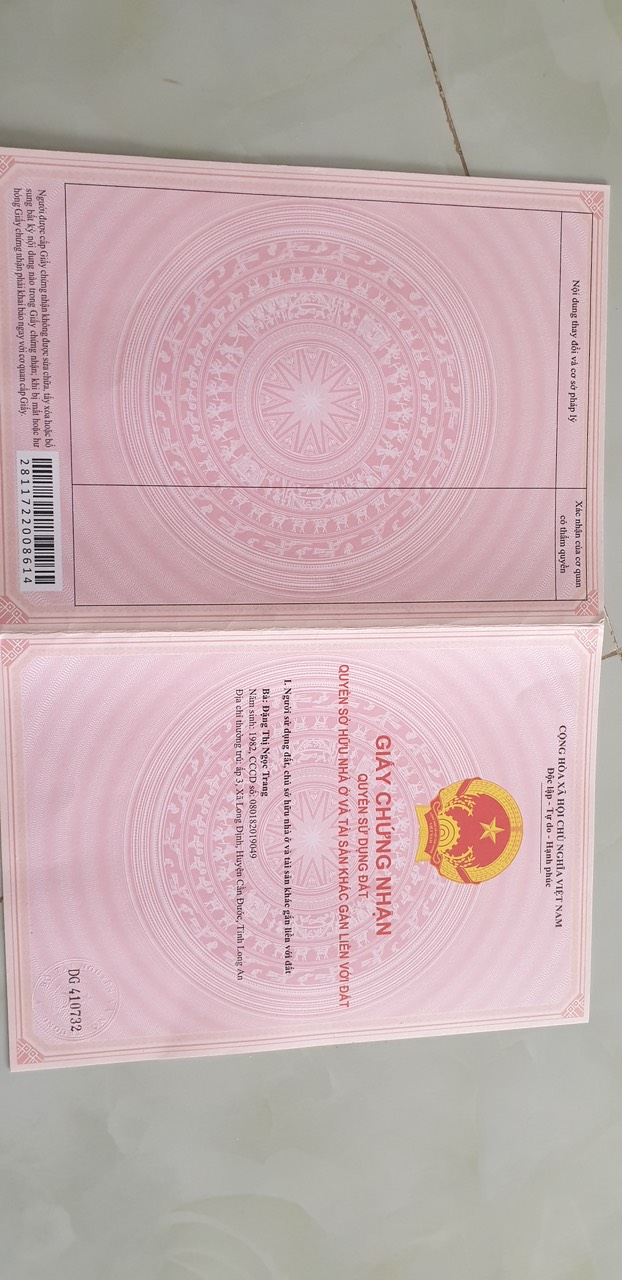 Nội dung thay đổi và cơ sở pháp lý
Xác nhận của cơ quan
có thẩm quyền
Người được cấp Giấy chứng nhận không được sửa chữa, tẩy xóa hoặc bổ
sung bất kỳ nội dung nào trong Giấy chứng nhận; khi bị mất hoặc hư
hỏng Giấy chứng nhận phải khai báo ngay với cơ quan cấp Giấy.
2811722008614
CỘNG HÒA XÃ HỘI CHỦ NGHĨA VIỆT NAM
Độc lập - Tự do - Hạnh phúc
GIẤY CHỨNG NHẬN
QUYỀN SỬ DỤNG ĐẤT
QUYỀN SỞ HỮU NHÀ Ở VÀ TÀI SẢN KHÁC GẮN LIỀN VỚI ĐẤT
I. Người sử dụng đất, chủ sở hữu nhà ở và tài sản khác gắn liền với đất
Bà: Đặng Thị Ngọc Trang
Năm sinh: 1982, CCCD số: 080182019049
Địa chỉ thường trú: ấp 3, Xã Long Định, Huyện Cần Đước, Tỉnh Long An
DG 410732